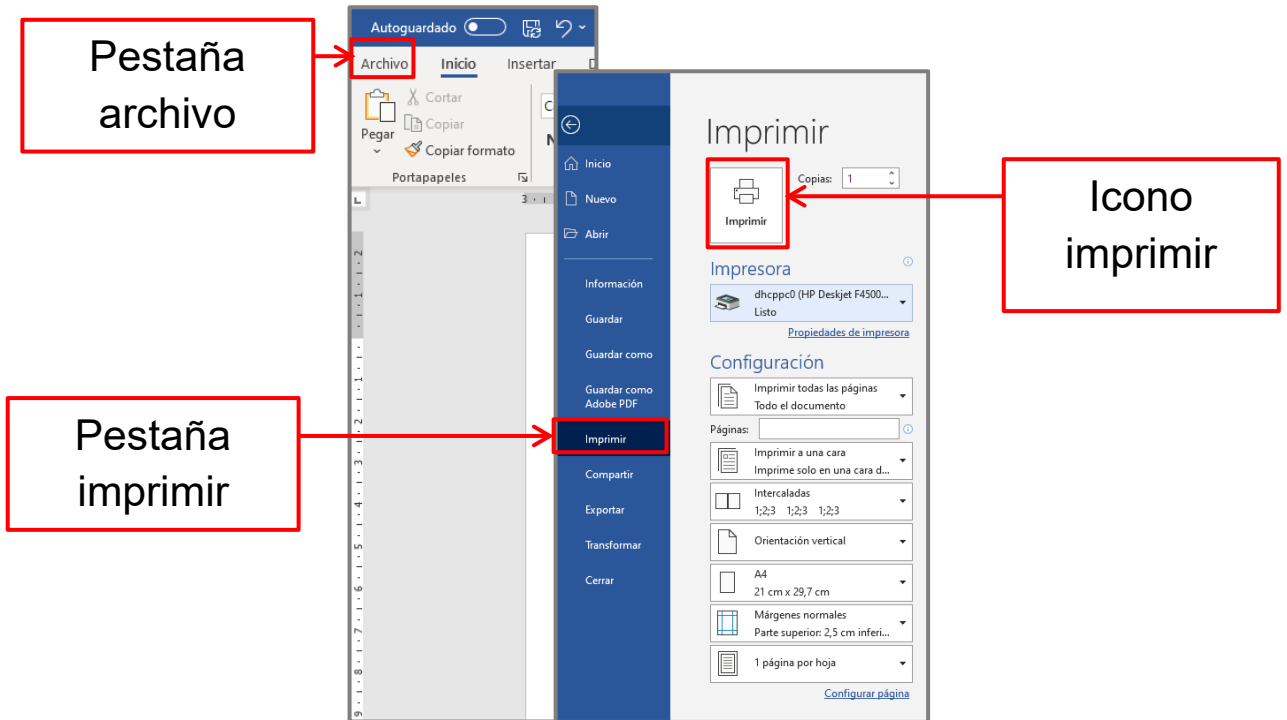 Pestaña
archivo
Autoguardado
Archivo Inicio Insertar
Pegar
Cortar
Copiar
Copiar formato
Portapapeles
Inicio
Nuevo
Abrir
Información
Guardar
Guardar como
Guardar como
Adobe PDF
Imprimir
Compartir
Exportar
Transformar
Cerrar
Imprimir
Copias: 1
Imprimir
Impresora
dhcppc0 (HP Deskjet F4500...
Listo
Propiedades de impresora
Configuración
Imprimir todas las páginas
Todo el documento
Páginas:
Imprimir a una cara
Imprime solo en una cara d...
Intercaladas
1;2;3 1;2;3 1;2;3
Orientación vertical
A4
21 cm x 29,7 cm
Márgenes normales
Parte superior: 2,5 cm inferi...
1 página por hoja
Configurar página
Icono
imprimir
Pestaña
imprimir